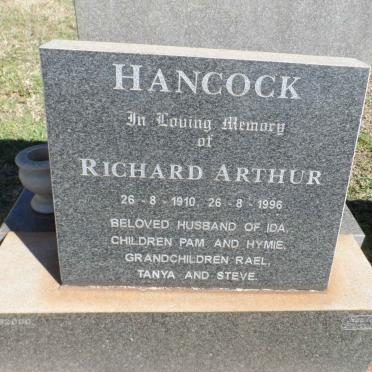 HANCOCK
In Loving Memory
of
RICHARD ARTHUR
26 - 8 - 1910 26 - 8 - 1996
BELOVED HUSBAND OF IDA.
CHILDREN PAM AND HYMIE.
GRANDCHILDREN RAEL,
TANYA AND STEVE.